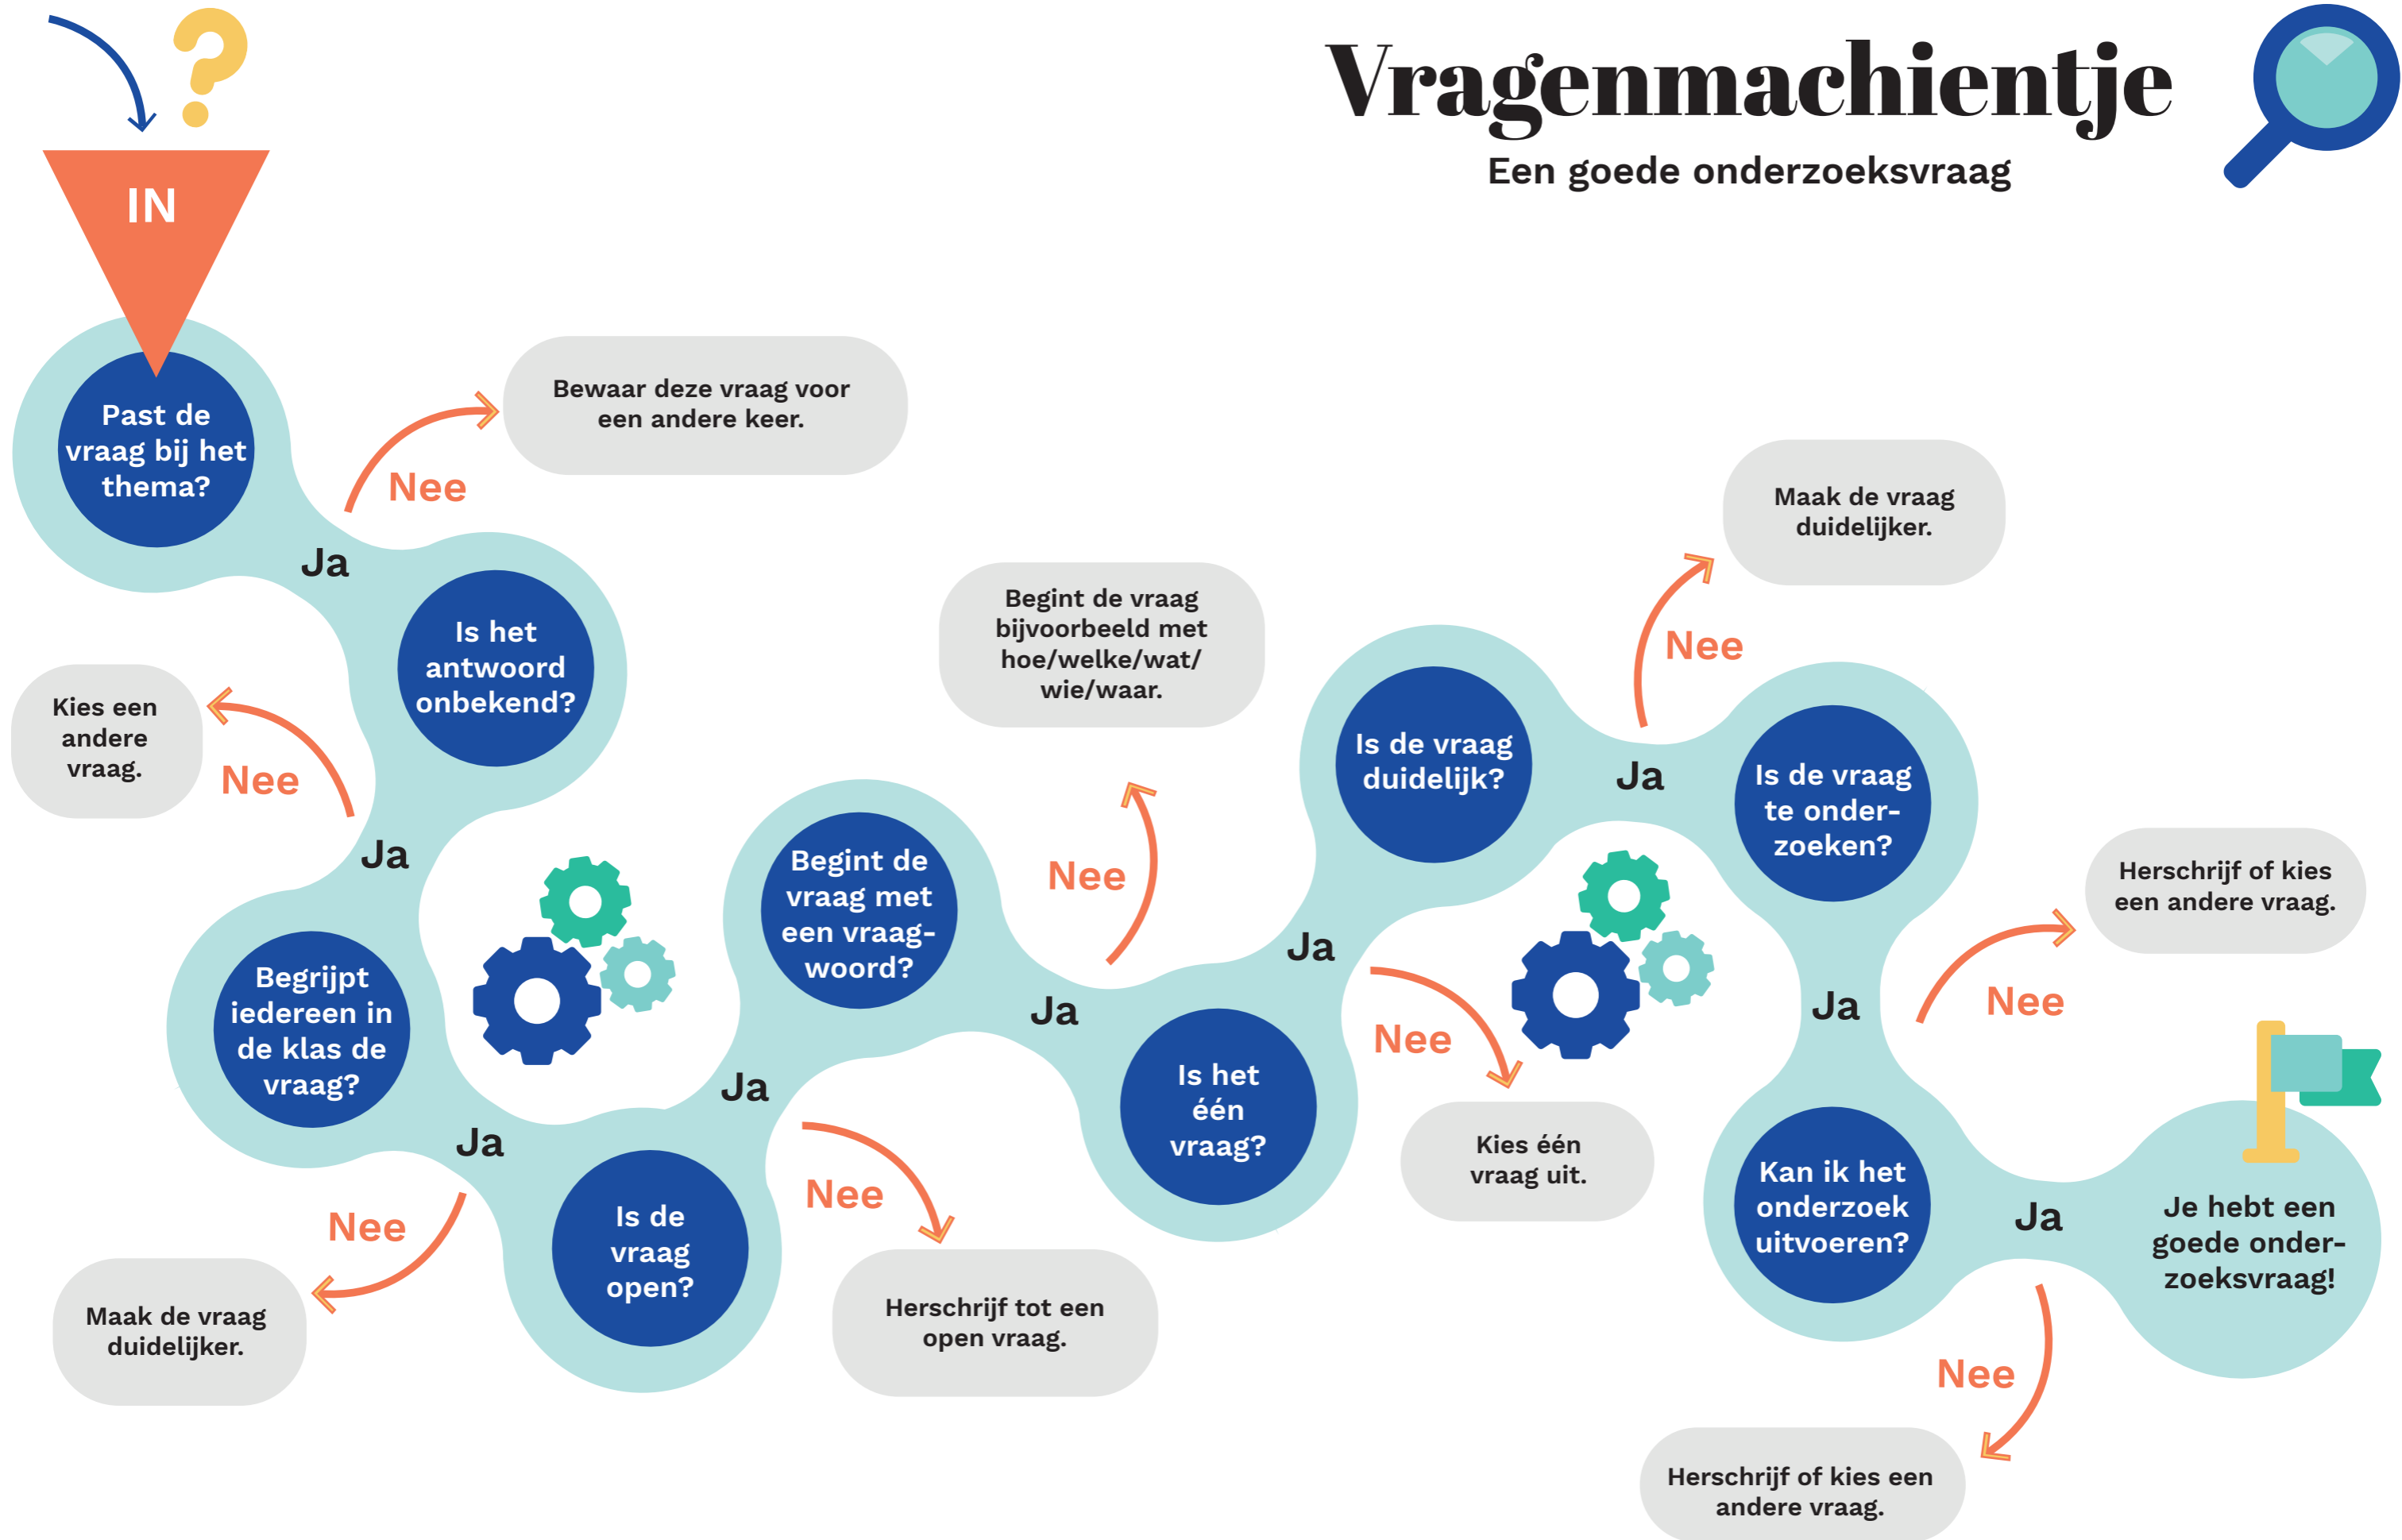 Vragenmachientje
Een goede onderzoeksvraag
IN
Past de
vraag bij het
thema?
Nee
Bewaar deze vraag voor
een andere keer.
Ja
Is het
antwoord
onbekend?
Nee
Kies een
andere
vraag.
Ja
Begrijpt
iedereen in
de klas de
vraag?
Nee
Maak de vraag
duidelijker.
Ja
Is de
vraag
open?
Nee
Herschrijf tot een
open vraag.
Ja
Begint de
vraag met
een vraag-
woord?
Nee
Begint de vraag
bijvoorbeeld met
hoe/welke/wat/
wie/waar.
Ja
Is het
één
vraag?
Nee
Kies één
vraag uit.
Ja
Is de vraag
duidelijk?
Nee
Maak de vraag
duidelijker.
Ja
Is de vraag
te onder-
zoeken?
Nee
Herschrijf of kies
een andere vraag.
Ja
Kan ik het
onderzoek
uitvoeren?
Nee
Herschrijf of kies een
andere vraag.
Ja
Je hebt een
goede onder-
zoeksvraag!